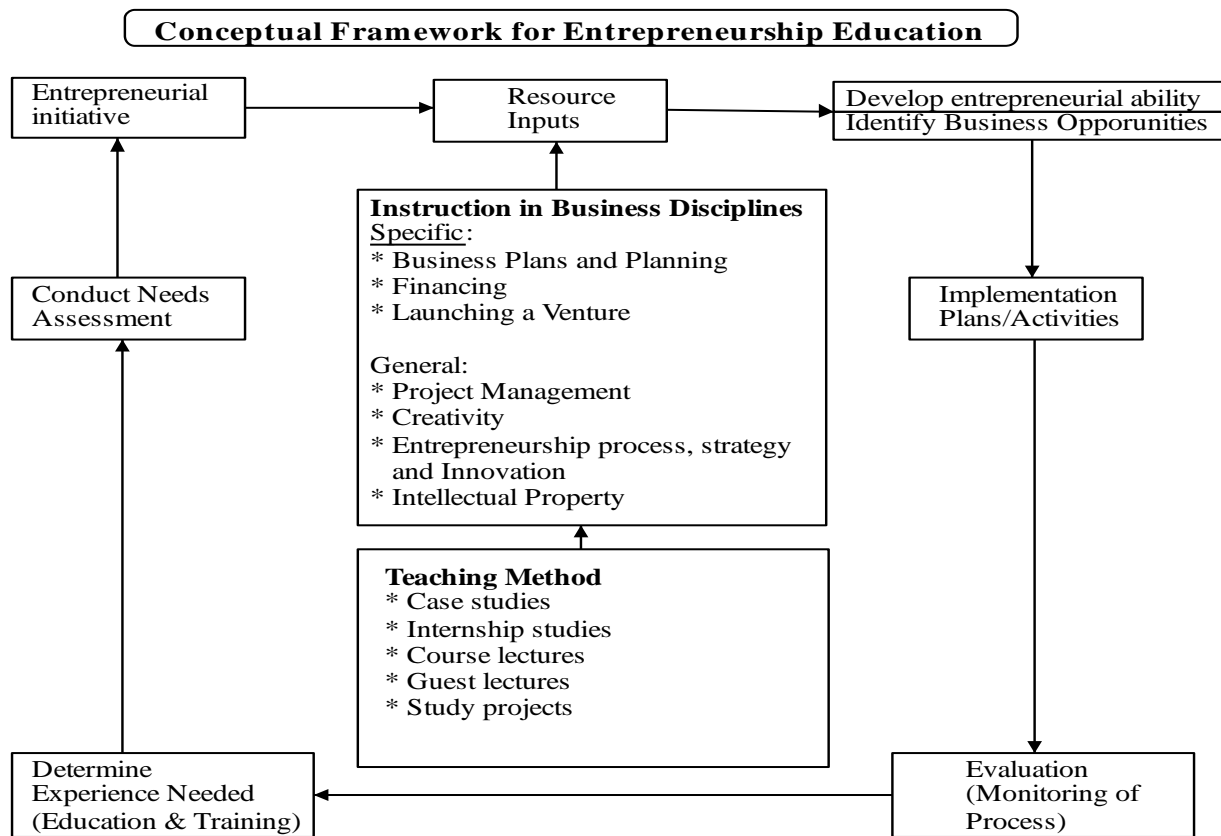 Conceptual Framework for Entrepreneurship Education
Entrepreneurial
initiative
Resource
Inputs
Develop entrepreneurial ability
Identify Business Opporunities
Instruction in Business Disciplines
Specific:
* Business Plans and Planning
* Financing
* Launching a Venture
General:
* Project Management
* Creativity
* Entrepreneurship process, strategy
and Innovation
* Intellectual Property
Conduct Needs
Assessment
Implementation
Plans/Activities
Teaching Method
* Case studies
* Internship studies
* Course lectures
* Guest lectures
* Study projects
Determine
Experience Needed
(Education & Training)
Evaluation
(Monitoring of
Process)